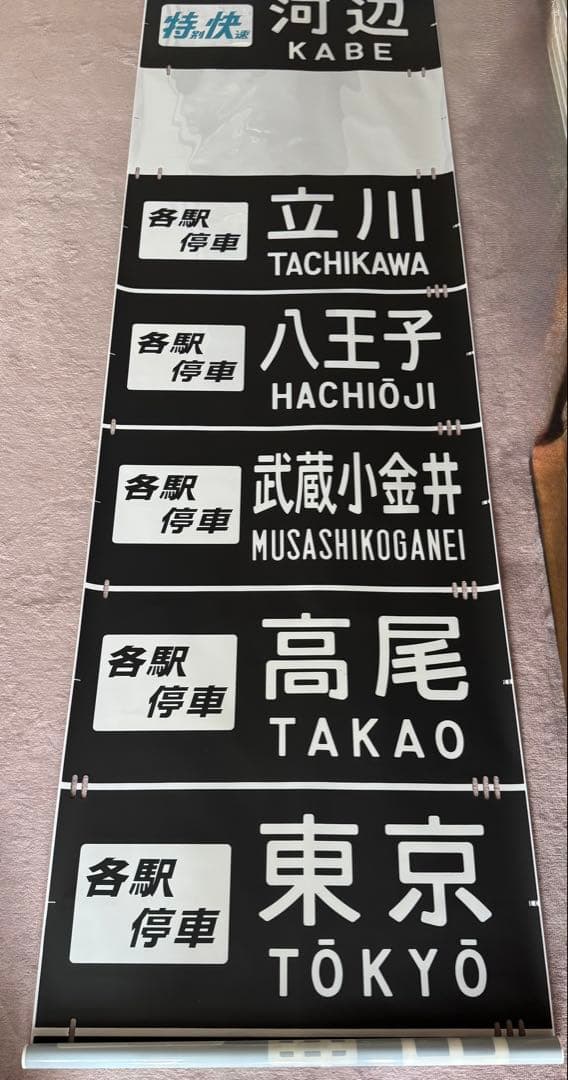 特別快速
河辺
KABE
各駅停車
立川
TACHIKAWA
各駅停車
八王子
HACHIŌJI
各駅停車
武蔵小金井
MUSASHIKOGANEI
各駅停車
高尾
TAKAO
各駅停車
東京
TŌKYŌ